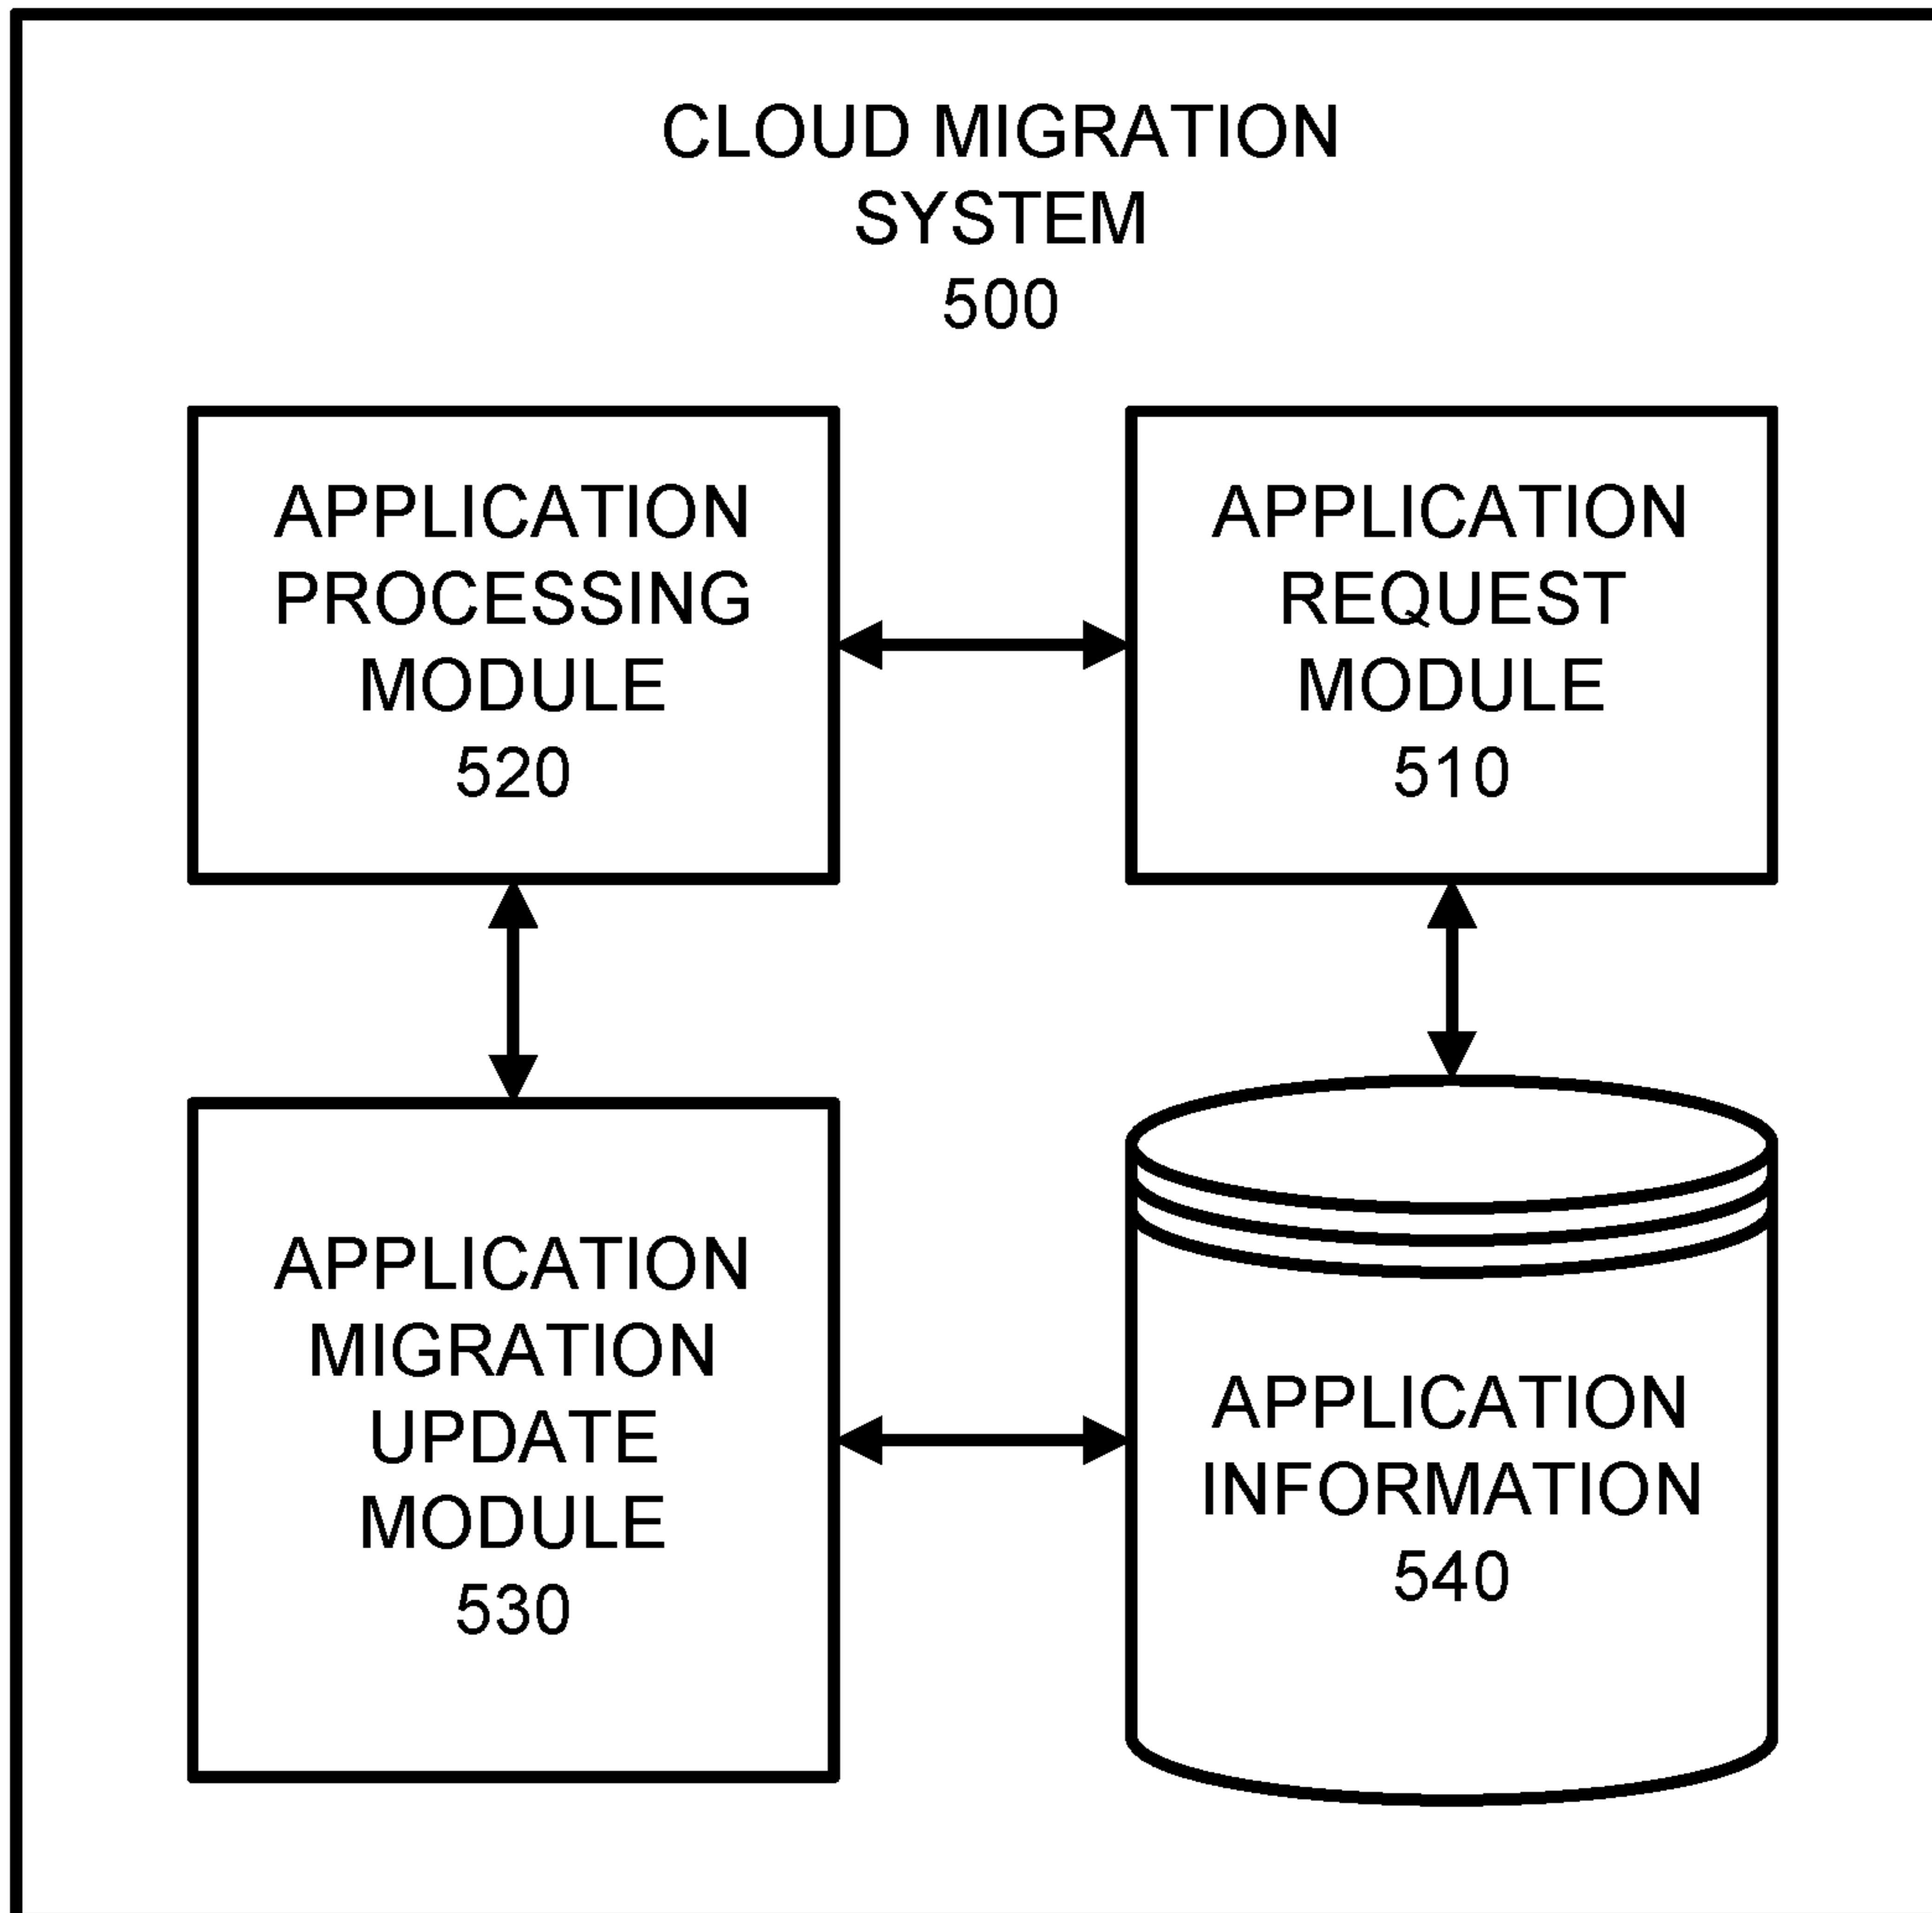 CLOUD MIGRATION
SYSTEM
500
APPLICATION
PROCESSING
MODULE
520
APPLICATION
REQUEST
MODULE
510
APPLICATION
MIGRATION
UPDATE
MODULE
530
APPLICATION
INFORMATION
540